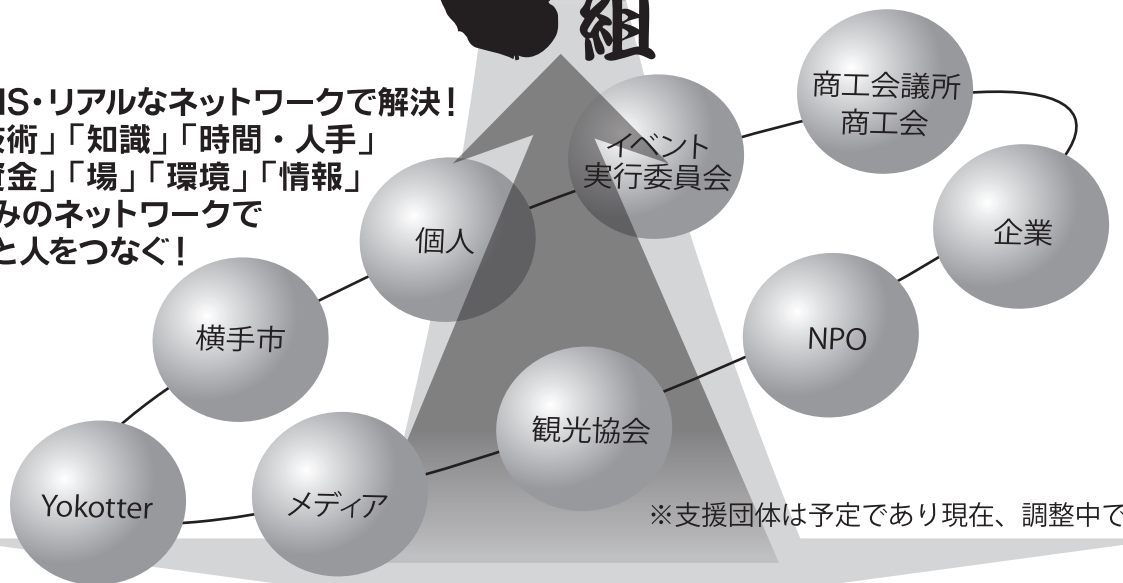 組
NS・リアルなネットワークで解決！
技術」「知識」「時間・人手」
資金」「場」「環境」「情報」
みのネットワークで
と人をつなぐ！
商工会議所
商工会
イベント
実行委員会
個人
企業
横手市
NPO
観光協会
メディア
Yokotter
※支援団体は予定であり現在、調整中で